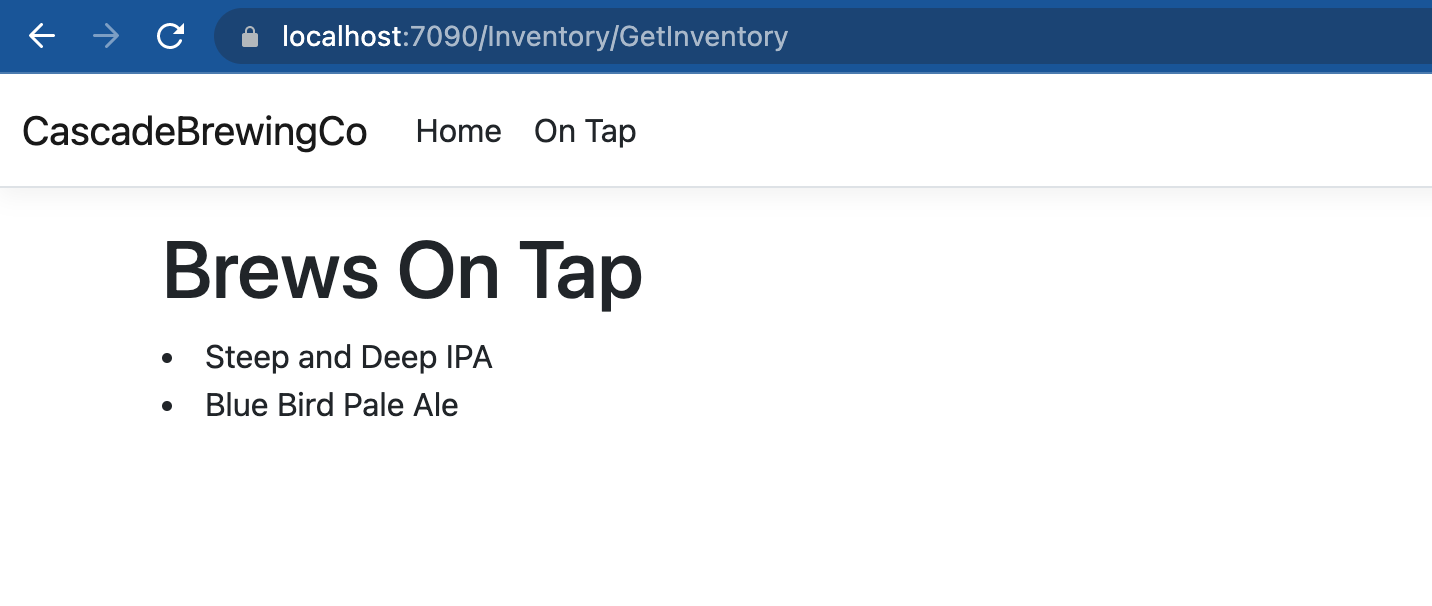 localhost:7090/Inventory/GetInventory
CascadeBrewingCo Home On Tap
Brews On Tap
• Steep and Deep IPA
• Blue Bird Pale Ale